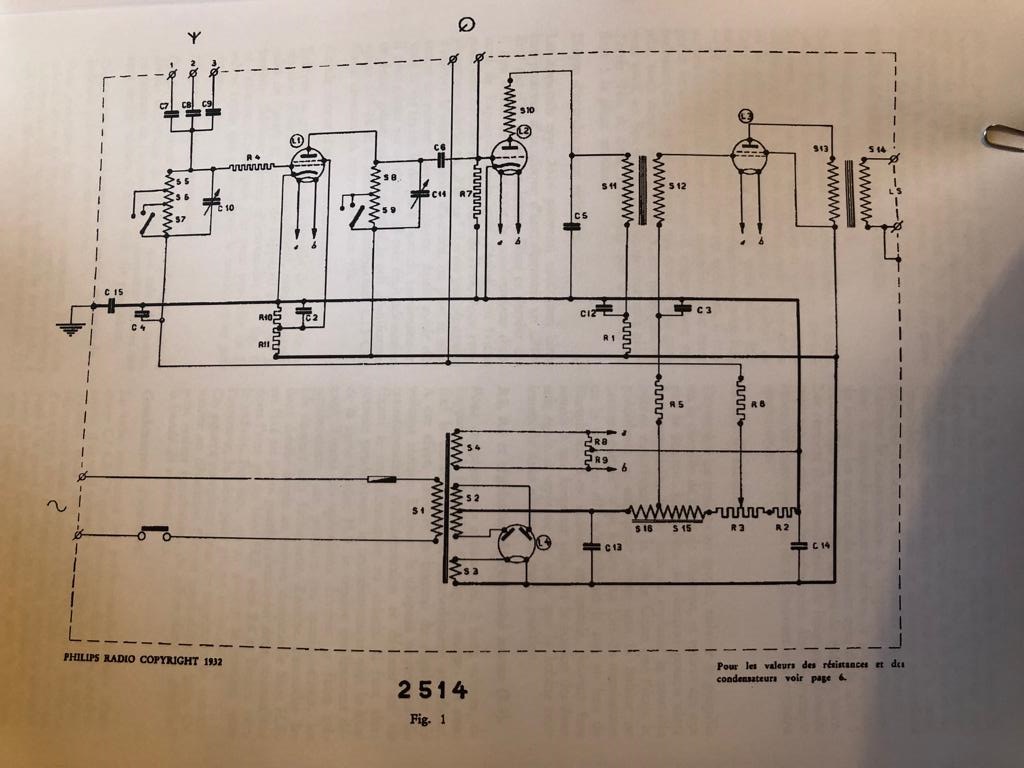 1 2 3
C7 C8 C9
L1
L2
L3
S10
R4
C6
S5
S6
S7
C10
S8
S9
C11
R7
S11
S12
S13
S14
LS
a b
a b
a b
C5
C15
C4
R10
C2
R11
C12
C3
R1
R5
R6
S4
R8
R9
a
b
S1
S2
S3
L4
S16 S15
R3
R2
C13
C14
PHILIPS RADIO COPYRIGHT 1932
Pour les valeurs des résistances et des
condensateurs voir page 6.
2514
Fig. 1